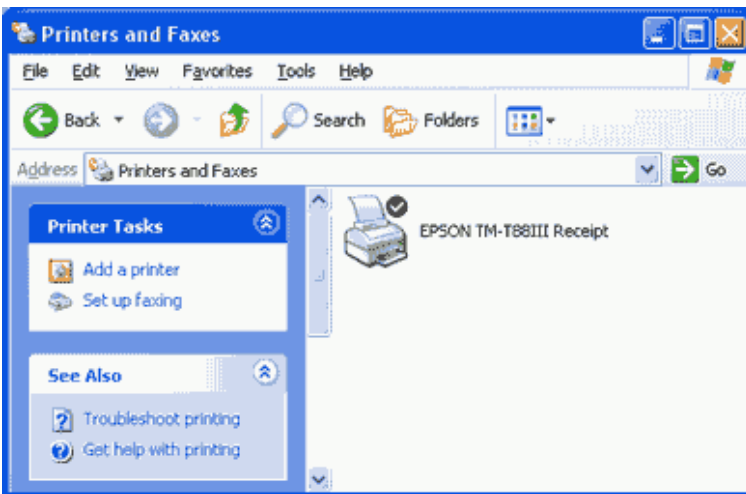 Printers and Faxes
File Edit View Favorites Tools Help
Back Search Folders
Address Printers and Faxes Go
Printer Tasks
Add a printer
Set up faxing
See Also
Troubleshoot printing
Get help with printing
EPSON TM-T88III Receipt